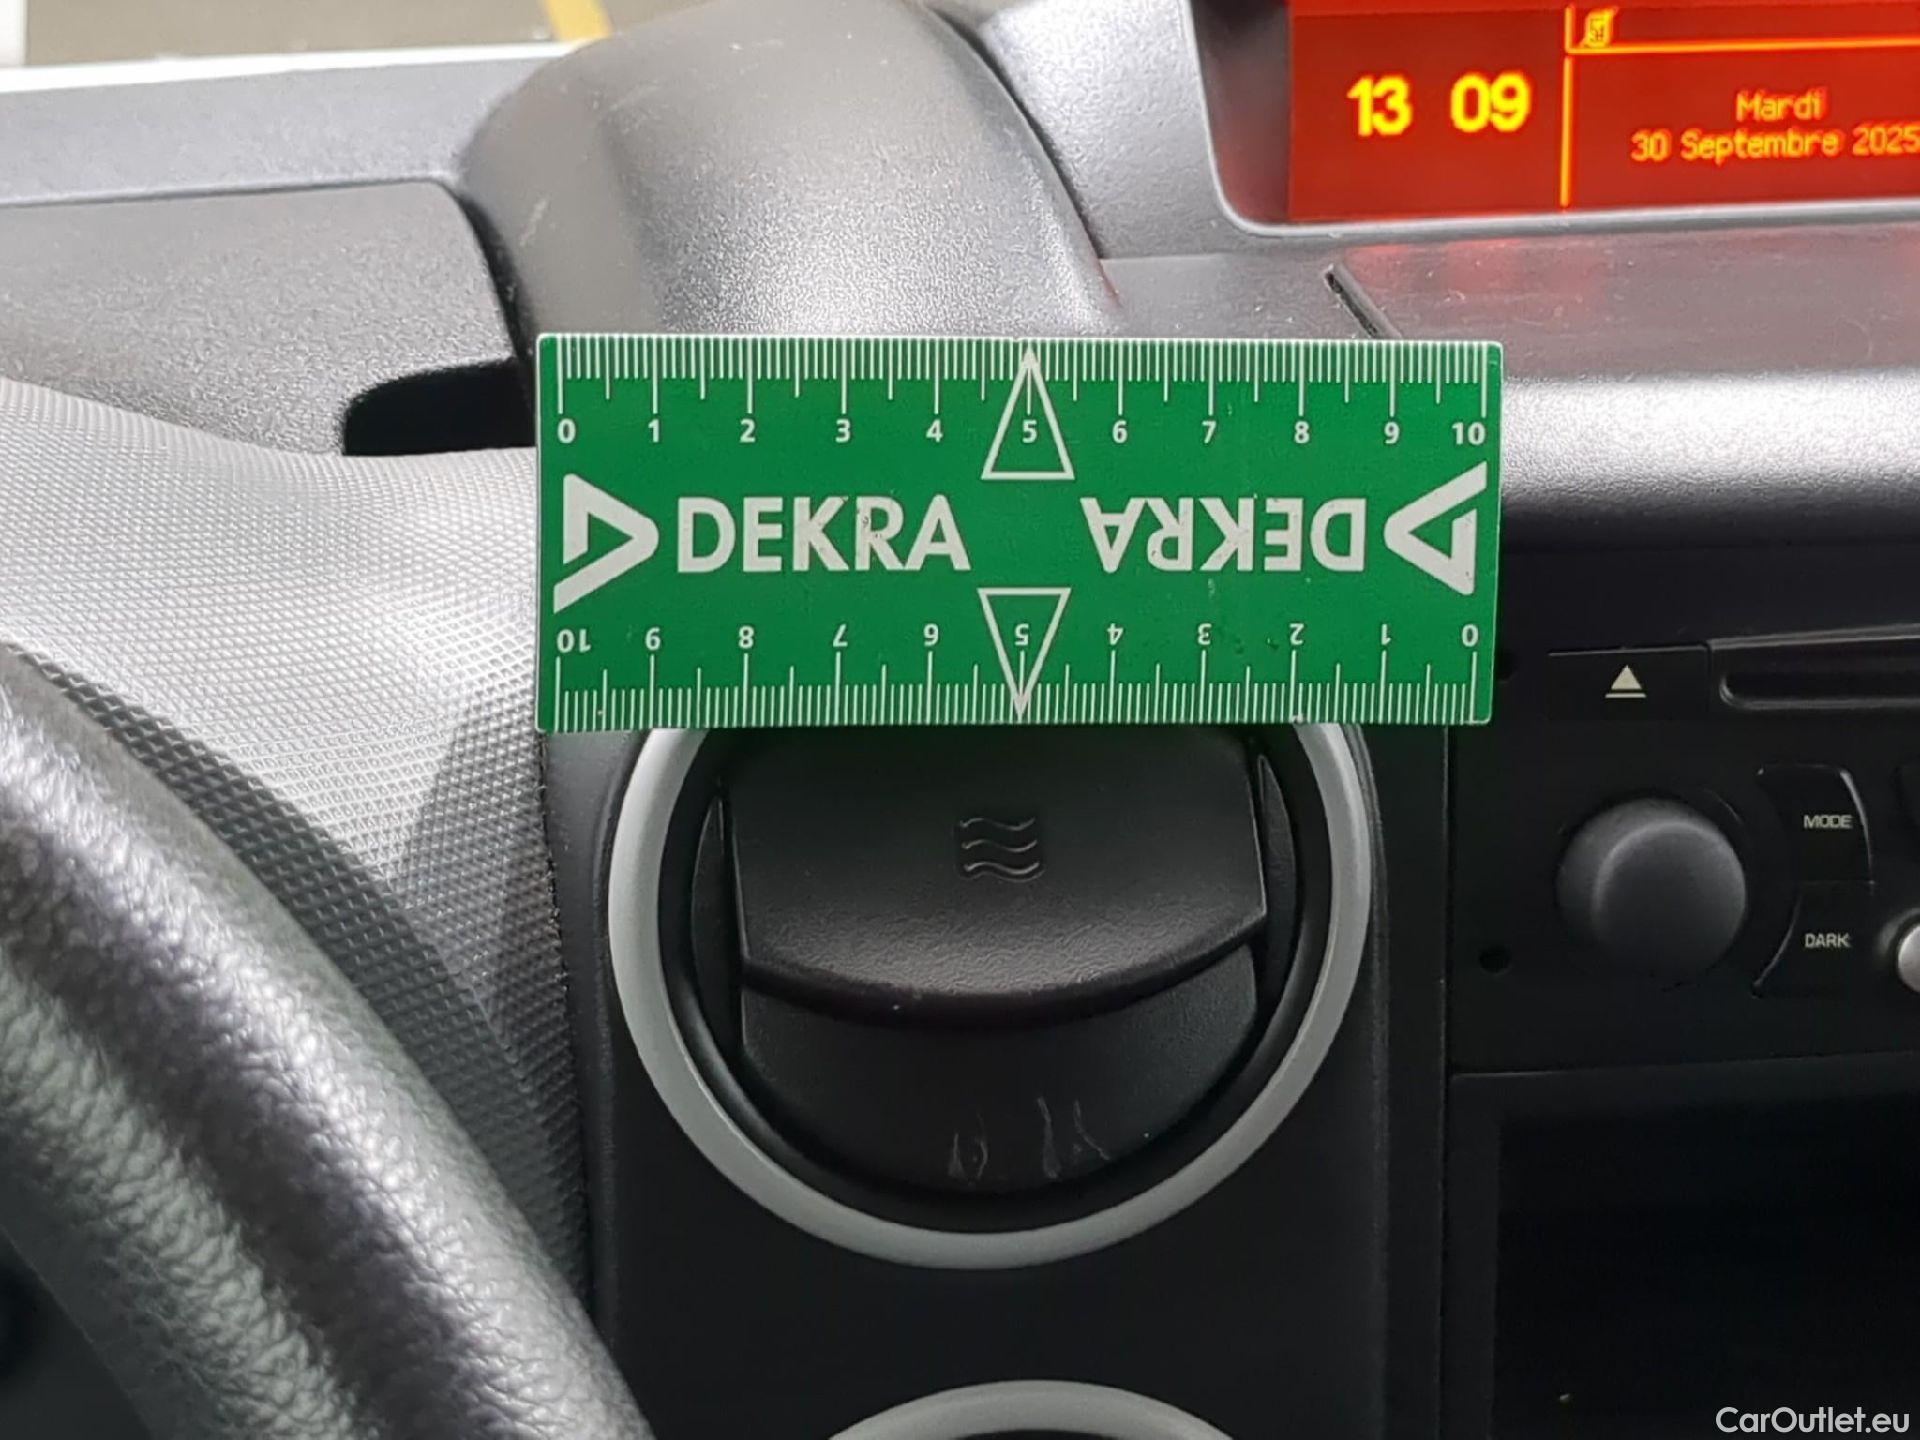 13 09
Mardi
30 Septembre 2025
0 1 2 3 4 5 6 7 8 9 10
DEKRA DEKRA
10 9 8 7 6 5 4 3 2 1 0
MODE
DARK
CarOutlet.eu